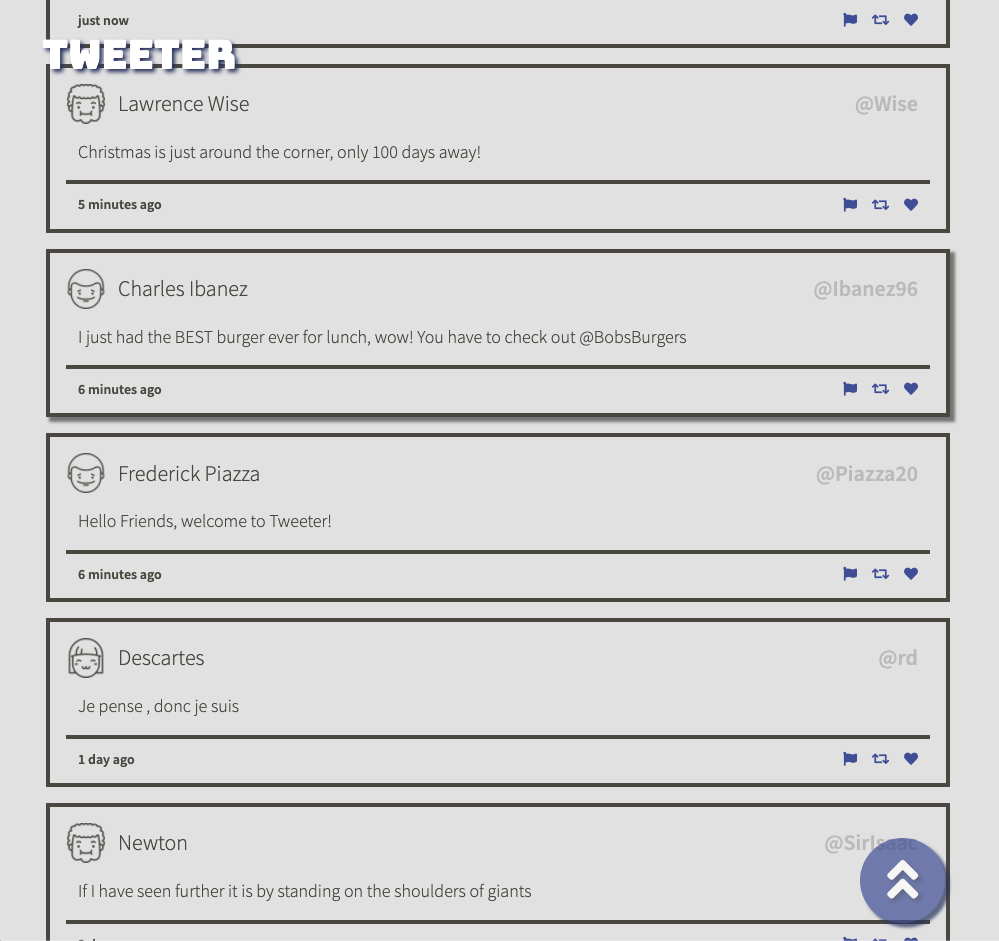 just now
TWEETER
Lawrence Wise
@Wise
Christmas is just around the corner, only 100 days away!
5 minutes ago
Charles Ibanez
@Ibanez96
I just had the BEST burger ever for lunch, wow! You have to check out @BobsBurgers
6 minutes ago
Frederick Piazza
@Piazza20
Hello Friends, welcome to Tweeter!
6 minutes ago
Descartes
@rd
Je pense , donc je suis
1 day ago
Newton
@SirIsaac
If I have seen further it is by standing on the shoulders of giants